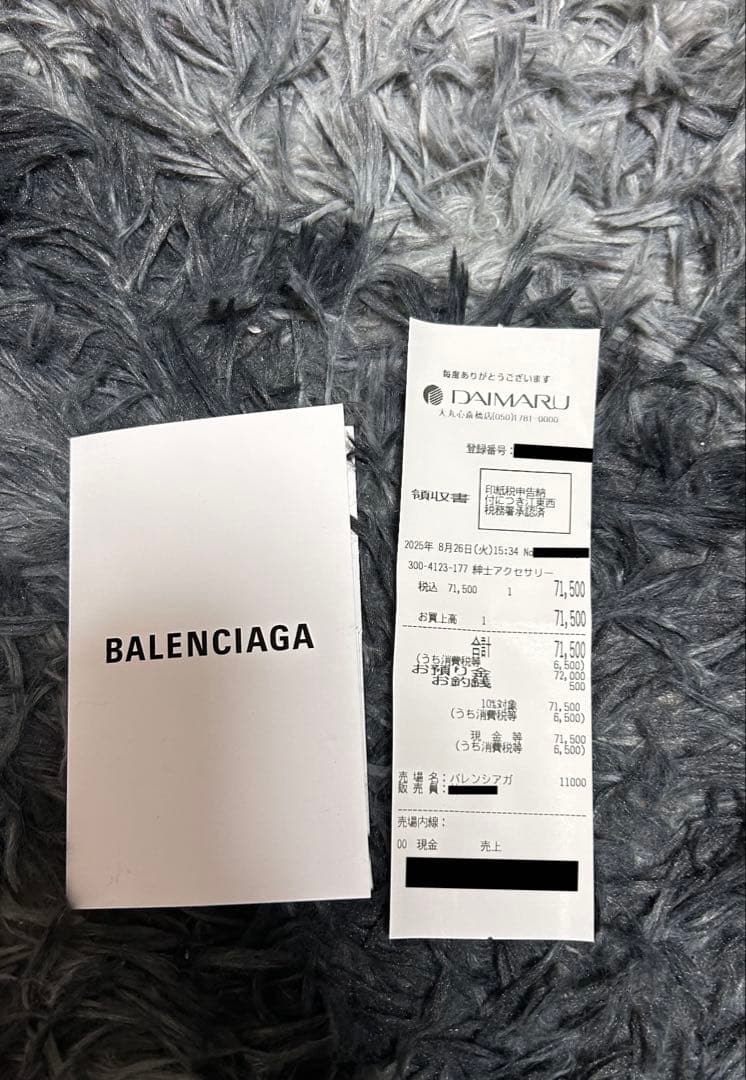 BALENCIAGA
毎度ありがとうございます
DAIMARU
大丸心斎橋店(050)1781-0000
登録番号:
領収書
印紙税申告納
付につき江東西
税務署承認済
2025年 8月26日(火)15:34 No
300-4123-177 紳士アクセサリー
税込 71,500 1 71,500
お買上高 1 71,500
合計 71,500
(うち消費税等 6,500)
お預り金 72,000
お釣銭 500
10%対象 71,500
(うち消費税等 6,500)
現 金 等 71,500
(うち消費税等 6,500)
売 場 名:バレンシアガ 11000
販 売 員:
売場内線:
00 現金 売上